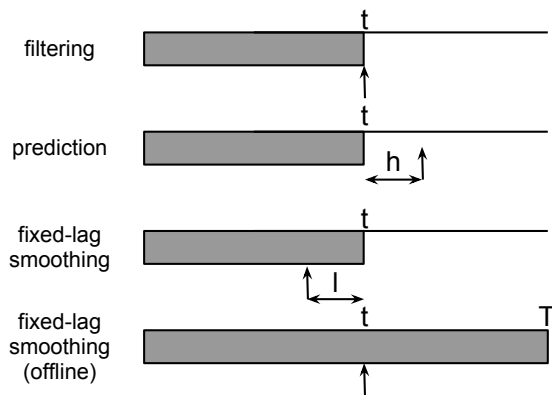 t
filtering
t
prediction
h
fixed-lag
smoothing
t
l
fixed-lag
smoothing
(offline)
t
T